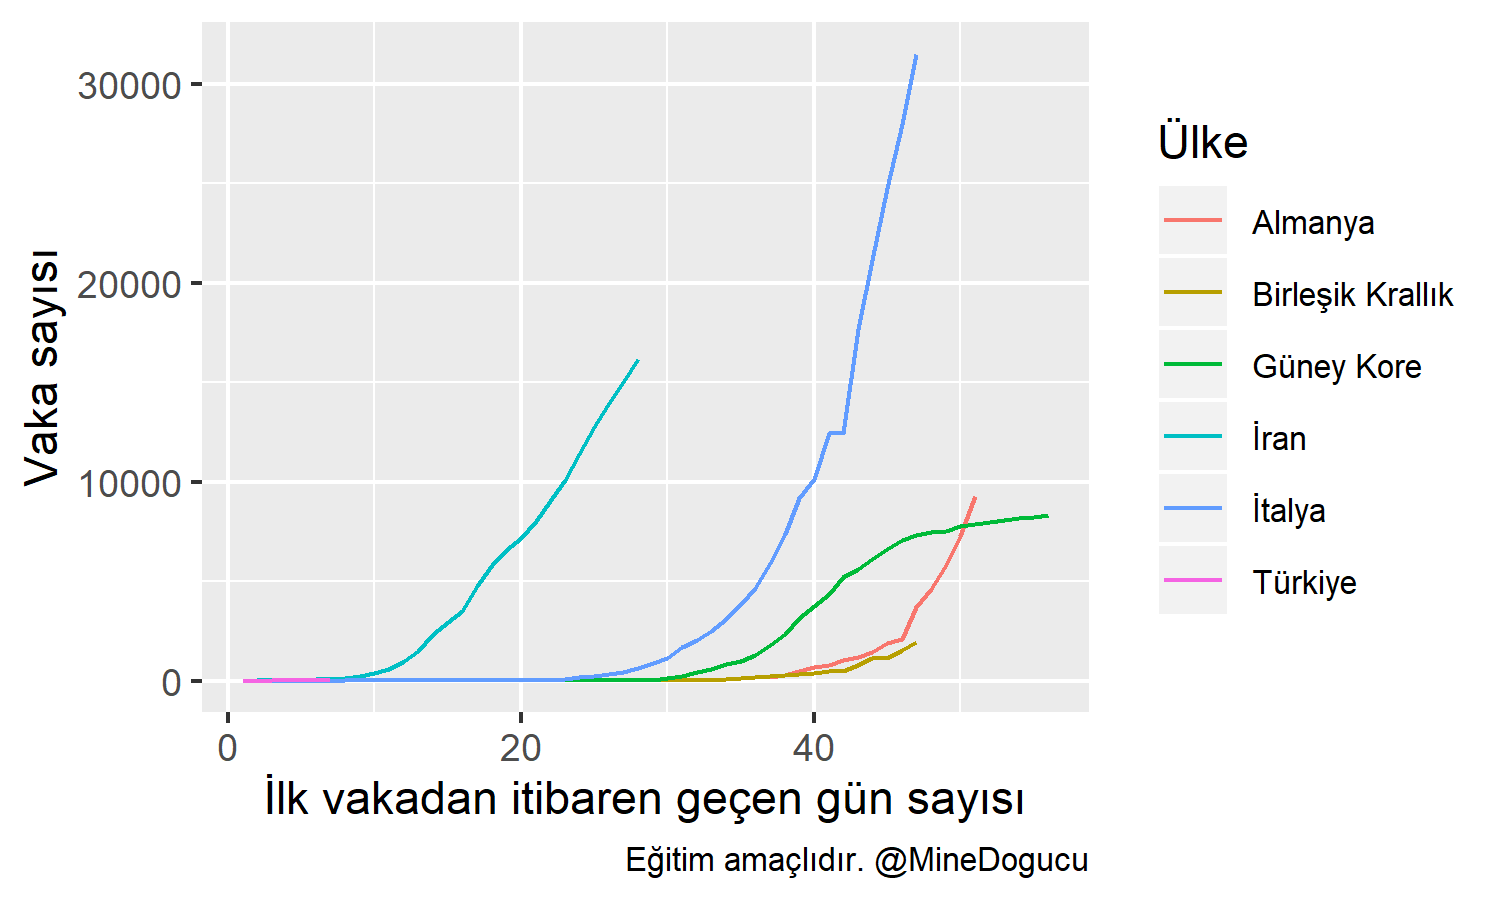 30000
20000
10000
0
Vaka sayısı
0 20 40
İlk vakadan itibaren geçen gün sayısı
Eğitim amaçlıdır. @MineDogucu
Ülke
Almanya
Birleşik Krallık
Güney Kore
İran
İtalya
Türkiye